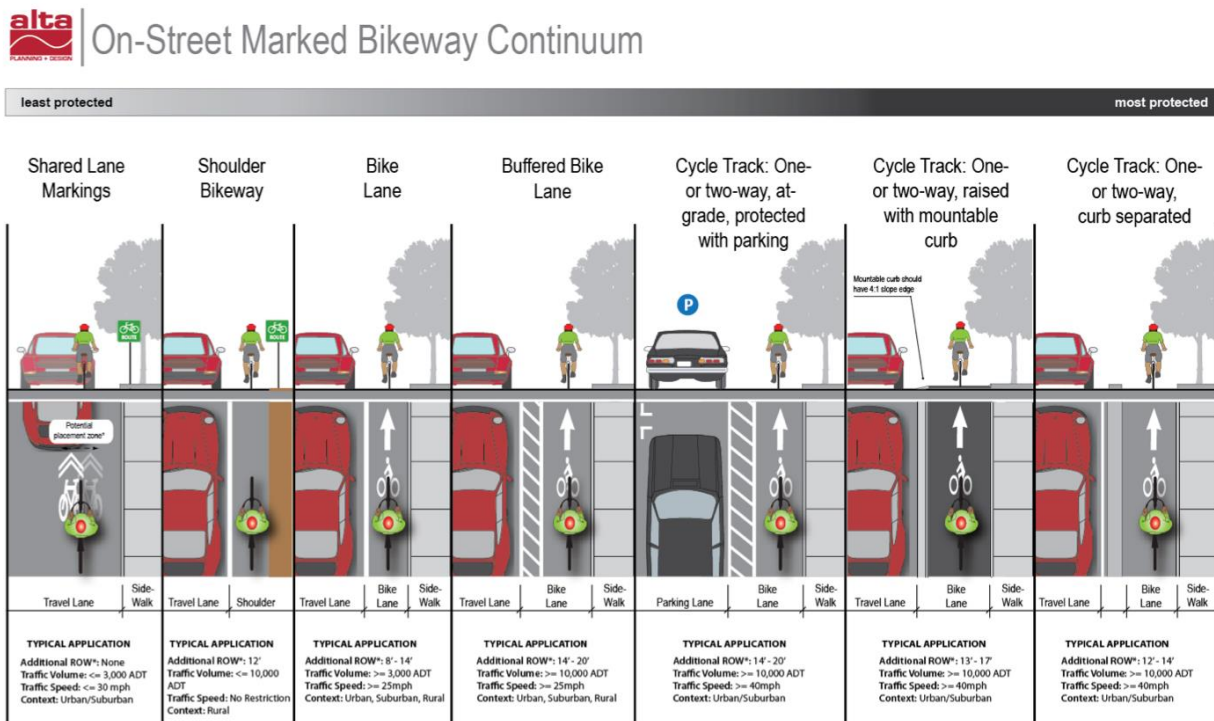 alta
PLANNING + DESIGN
On-Street Marked Bikeway Continuum
least protected
most protected
Shared Lane
Markings
Shoulder
Bikeway
Bike
Lane
Buffered Bike
Lane
Cycle Track: One-
or two-way, at-
grade, protected
with parking
Cycle Track: One-
or two-way, raised
with mountable
curb
Cycle Track: One-
or two-way,
curb separated
ROUTE
ROUTE
P
Mountable curb should
have 4:1 slope edge
Potential
placement zone*
Travel Lane
Side-
Walk
Travel Lane
Shoulder
Travel Lane
Bike
Lane
Side-
Walk
Travel Lane
Bike
Lane
Side-
Walk
Parking Lane
Bike
Lane
Side-
Walk
Travel Lane
Bike
Lane
Side-
Walk
Travel Lane
Bike
Lane
Side-
Walk
TYPICAL APPLICATION
Additional ROW*: None
Traffic Volume: <= 3,000 ADT
Traffic Speed: <= 30 mph
Context: Urban/Suburban
TYPICAL APPLICATION
Additional ROW*: 12'
Traffic Volume: <= 10,000
ADT
Traffic Speed: No Restriction
Context: Rural
TYPICAL APPLICATION
Additional ROW*: 8' - 14'
Traffic Volume: >= 3,000 ADT
Traffic Speed: >= 25mph
Context: Urban, Suburban, Rural
TYPICAL APPLICATION
Additional ROW*: 14' - 20'
Traffic Volume: >= 10,000 ADT
Traffic Speed: >= 25mph
Context: Urban, Suburban, Rural
TYPICAL APPLICATION
Additional ROW*: 14' - 20'
Traffic Volume: >= 10,000 ADT
Traffic Speed: >= 40mph
Context: Urban/Suburban
TYPICAL APPLICATION
Additional ROW*: 13' - 17'
Traffic Volume: >= 10,000 ADT
Traffic Speed: >= 40mph
Context: Urban/Suburban
TYPICAL APPLICATION
Additional ROW*: 12' - 14'
Traffic Volume: >= 10,000 ADT
Traffic Speed: >= 40mph
Context: Urban/Suburban